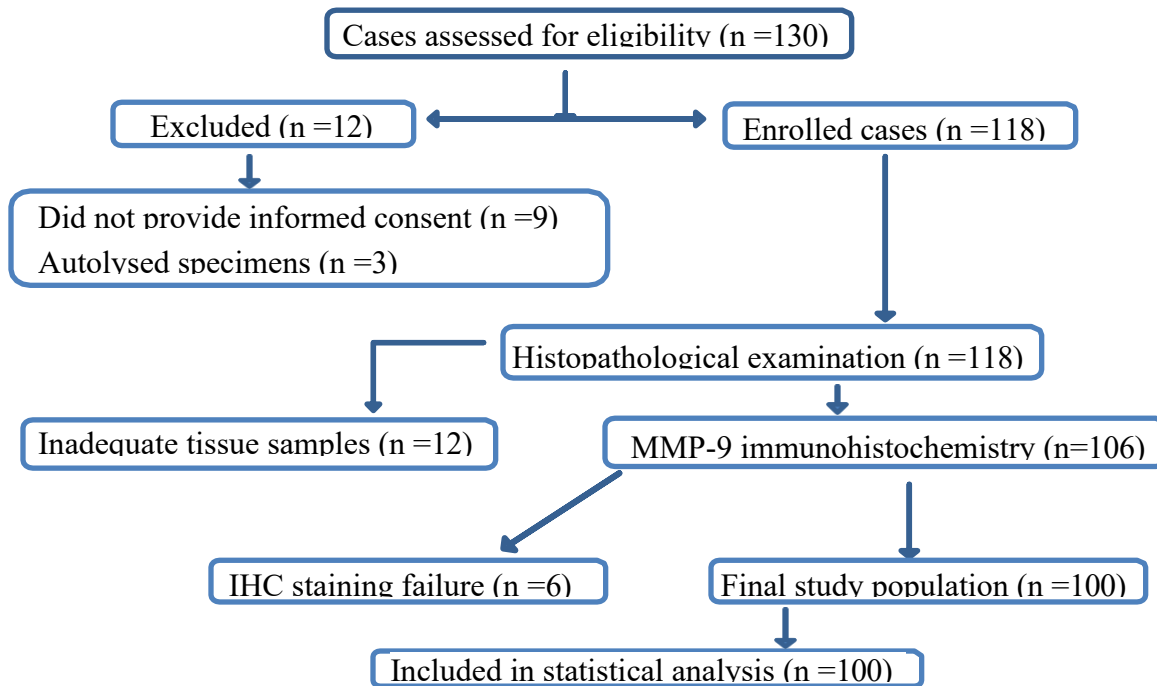 Cases assessed for eligibility (n =130)
Excluded (n =12)
Enrolled cases (n =118)
Did not provide informed consent (n =9)
Autolysed specimens (n =3)
Histopathological examination (n =118)
Inadequate tissue samples (n =12)
MMP-9 immunohistochemistry (n=106)
IHC staining failure (n =6)
Final study population (n =100)
Included in statistical analysis (n =100)